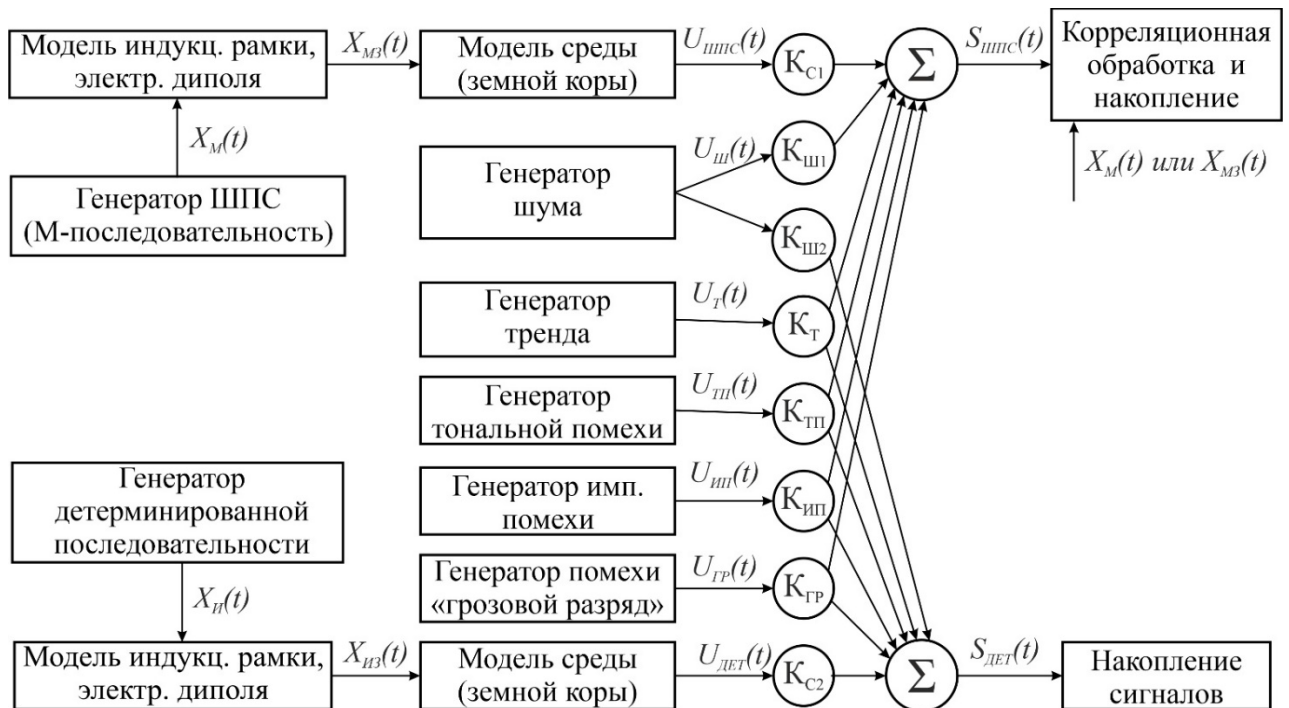 Модель индукц. рамки,
электр. диполя
X_МЗ(t)
Модель среды
(земной коры)
U_ШПС(t)
К_С1
Σ
S_ШПС(t)
Корреляционная
обработка и
накопление
X_М(t)
Генератор ШПС
(М-последовательность)
Генератор
шума
U_Ш(t)
К_Ш1
К_Ш2
X_М(t) или X_МЗ(t)
Генератор
тренда
U_Т(t)
К_Т
Генератор
тональной помехи
U_ТП(t)
К_ТП
Генератор
детерминированной
последовательности
Генератор имп.
помехи
U_ИП(t)
К_ИП
X_И(t)
Генератор помехи
«грозовой разряд»
U_ГР(t)
К_ГР
Модель индукц. рамки,
электр. диполя
X_ИЗ(t)
Модель среды
(земной коры)
U_ДЕТ(t)
К_С2
Σ
S_ДЕТ(t)
Накопление
сигналов